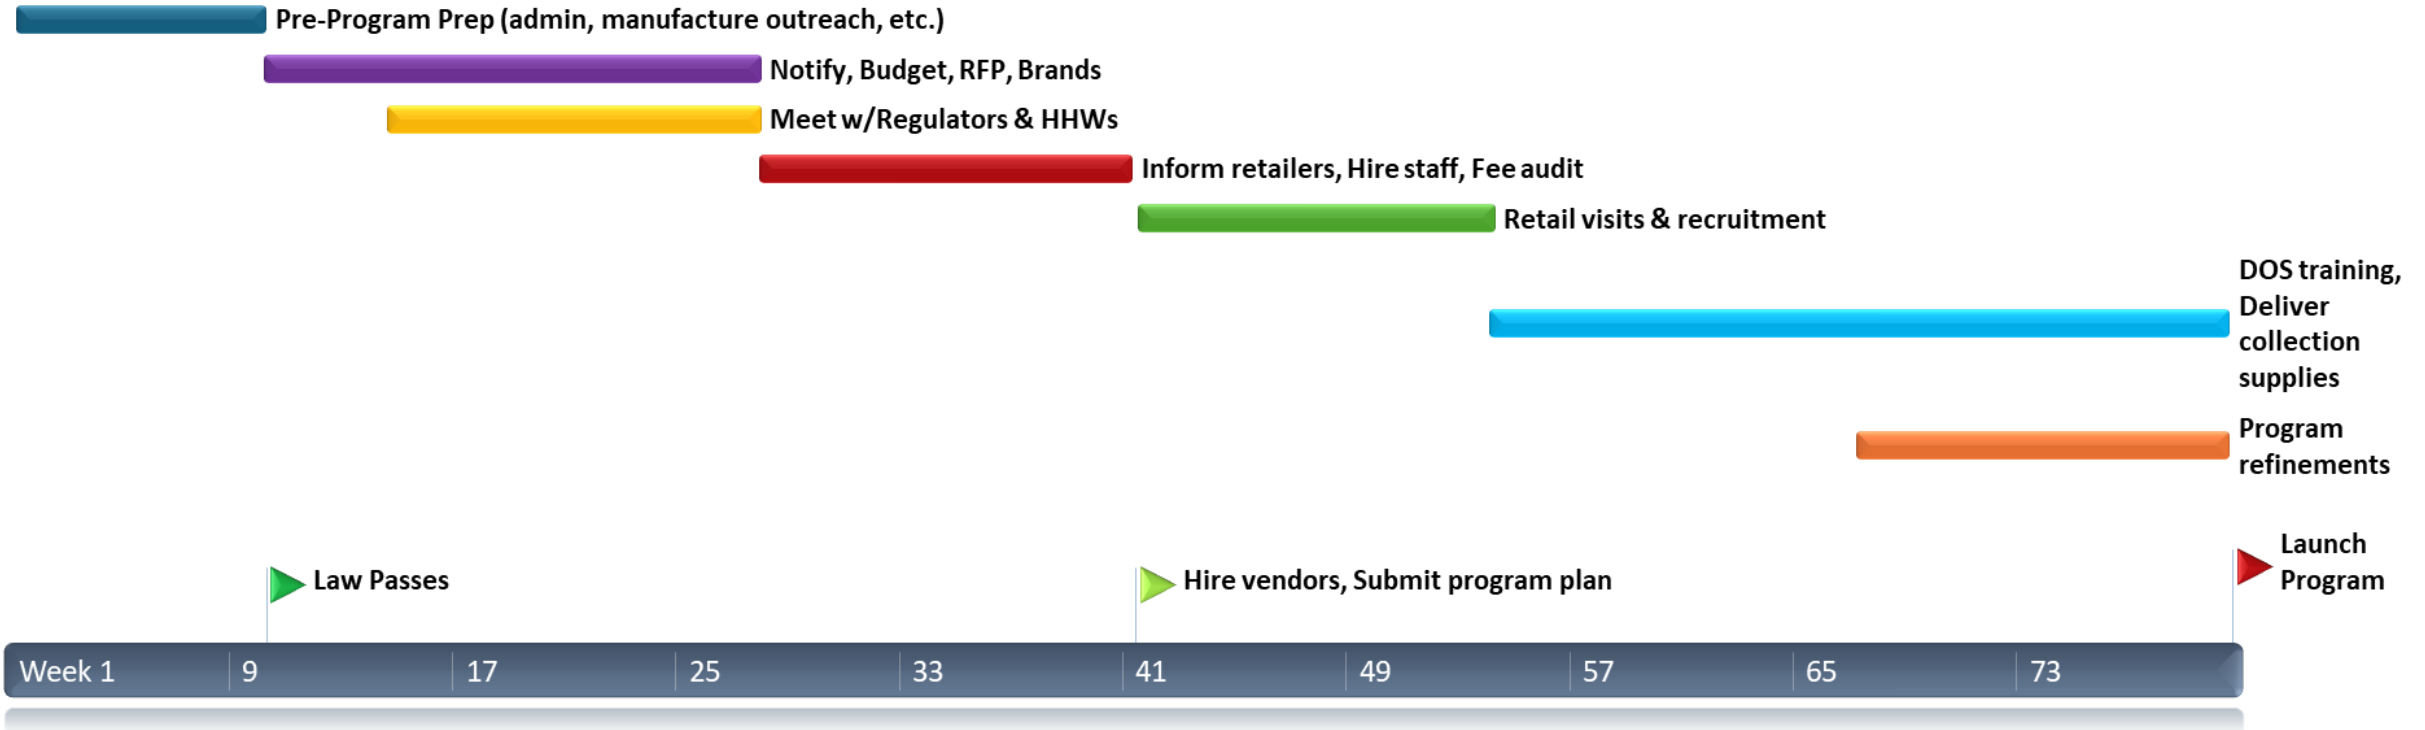 Pre-Program Prep (admin, manufacture outreach, etc.)
Notify, Budget, RFP, Brands
Meet w/Regulators & HHWs
Inform retailers, Hire staff, Fee audit
Retail visits & recruitment
DOS training,
Deliver
collection
supplies
Program
refinements
Launch
Program
Law Passes
Hire vendors, Submit program plan
Week 1 9 17 25 33 41 49 57 65 73